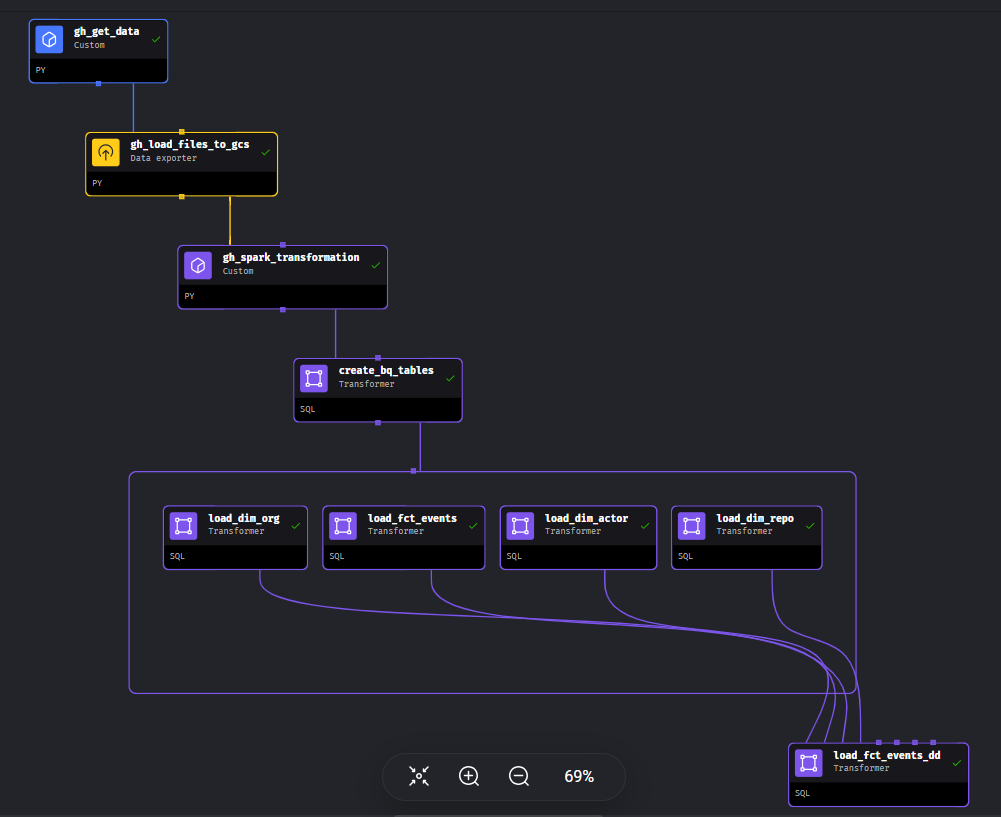 gh_get_data
Custom
PY
gh_load_files_to_gcs
Data exporter
PY
gh_spark_transformation
Custom
PY
create_bq_tables
Transformer
SQL
load_dim_org
Transformer
SQL
load_fct_events
Transformer
SQL
load_dim_actor
Transformer
SQL
load_dim_repo
Transformer
SQL
load_fct_events_dd
Transformer
SQL
69%